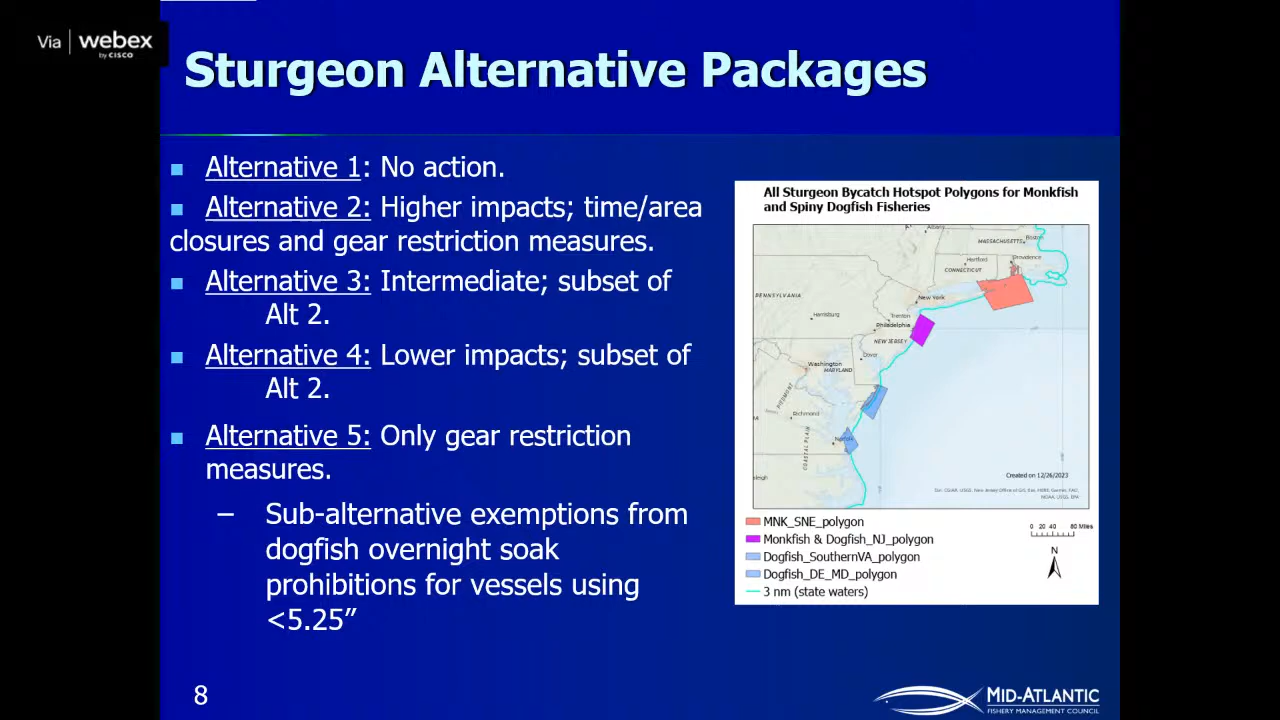 Via webex
by CISCO
Sturgeon Alternative Packages
Alternative 1: No action.
Alternative 2: Higher impacts; time/area
closures and gear restriction measures.
Alternative 3: Intermediate; subset of
Alt 2.
Alternative 4: Lower impacts; subset of
Alt 2.
Alternative 5: Only gear restriction
measures.
– Sub-alternative exemptions from
dogfish overnight soak
prohibitions for vessels using
<5.25”
All Sturgeon Bycatch Hotspot Polygons for Monkfish
and Spiny Dogfish Fisheries
Albany
Boston
MASSACHUSETTS
Hartford
Providence
CONNECTICUT
PENNSYLVANIA
New York
Harrisburg
Trenton
Philadelphia
NEW JERSEY
Dover
Washington
MARYLAND
PIEDMONT
Richmond
COASTAL PLAIN
Norfolk
Created on 12/26/2023
MNK_SNE_polygon
Monkfish & Dogfish_NJ_polygon
Dogfish_SouthernVA_polygon
Dogfish_DE_MD_polygon
3 nm (state waters)
0 20 40 80 Miles
N
8
MID-ATLANTIC
FISHERY MANAGEMENT COUNCIL